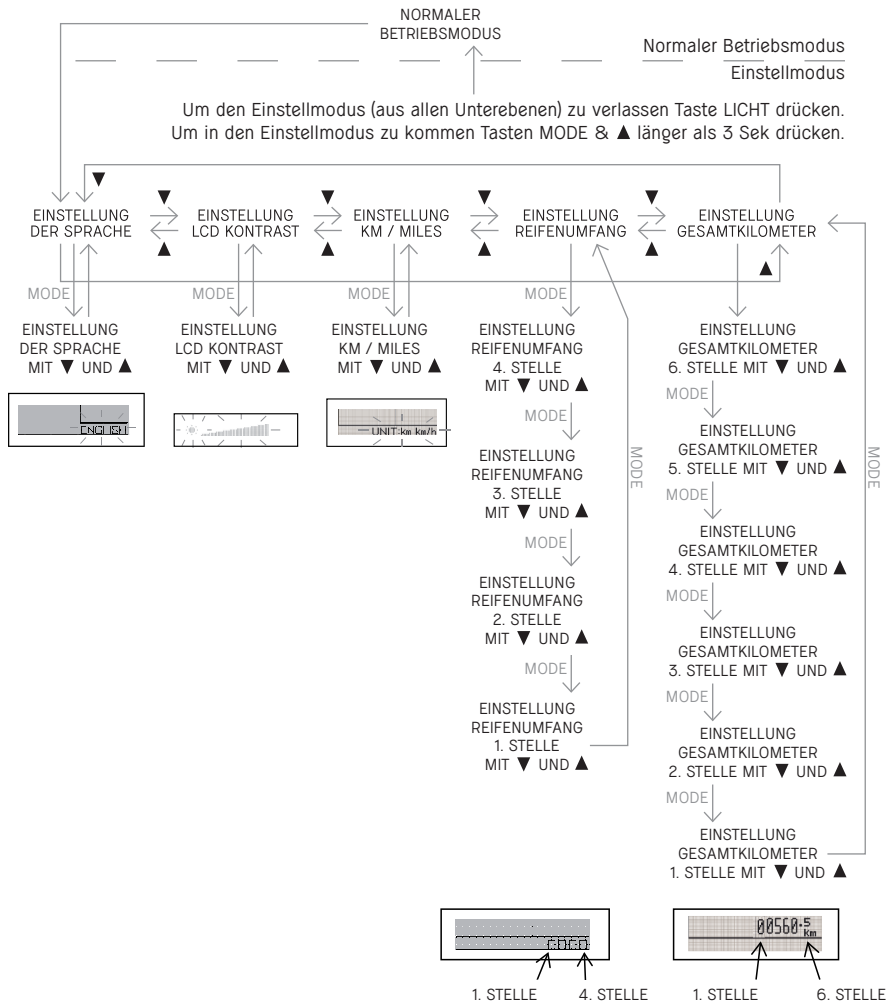 NORMALER
BETRIEBSMODUS
Normaler Betriebsmodus
Einstellmodus
Um den Einstellmodus (aus allen Unterebenen) zu verlassen Taste LICHT drücken.
Um in den Einstellmodus zu kommen Tasten MODE & ▲ länger als 3 Sek drücken.
▼
▼ ▼ ▼ ▼
EINSTELLUNG
DER SPRACHE
EINSTELLUNG
LCD KONTRAST
EINSTELLUNG
KM / MILES
EINSTELLUNG
REIFENUMFANG
EINSTELLUNG
GESAMTKILOMETER
▲ ▲ ▲ ▲
▲
MODE
MODE
MODE
MODE
EINSTELLUNG
DER SPRACHE
MIT ▼ UND ▲
ENGLISH
EINSTELLUNG
LCD KONTRAST
MIT ▼ UND ▲
EINSTELLUNG
KM / MILES
MIT ▼ UND ▲
UNIT:km km/h
EINSTELLUNG
REIFENUMFANG
4. STELLE
MIT ▼ UND ▲
MODE
EINSTELLUNG
REIFENUMFANG
3. STELLE
MIT ▼ UND ▲
MODE
EINSTELLUNG
REIFENUMFANG
2. STELLE
MIT ▼ UND ▲
MODE
EINSTELLUNG
REIFENUMFANG
1. STELLE
MIT ▼ UND ▲
MODE
EINSTELLUNG
GESAMTKILOMETER
6. STELLE MIT ▼ UND ▲
MODE
EINSTELLUNG
GESAMTKILOMETER
5. STELLE MIT ▼ UND ▲
MODE
EINSTELLUNG
GESAMTKILOMETER
4. STELLE MIT ▼ UND ▲
MODE
EINSTELLUNG
GESAMTKILOMETER
3. STELLE MIT ▼ UND ▲
MODE
EINSTELLUNG
GESAMTKILOMETER
2. STELLE MIT ▼ UND ▲
MODE
EINSTELLUNG
GESAMTKILOMETER
1. STELLE MIT ▼ UND ▲
MODE
1. STELLE 4. STELLE
00560.5 km
1. STELLE 6. STELLE